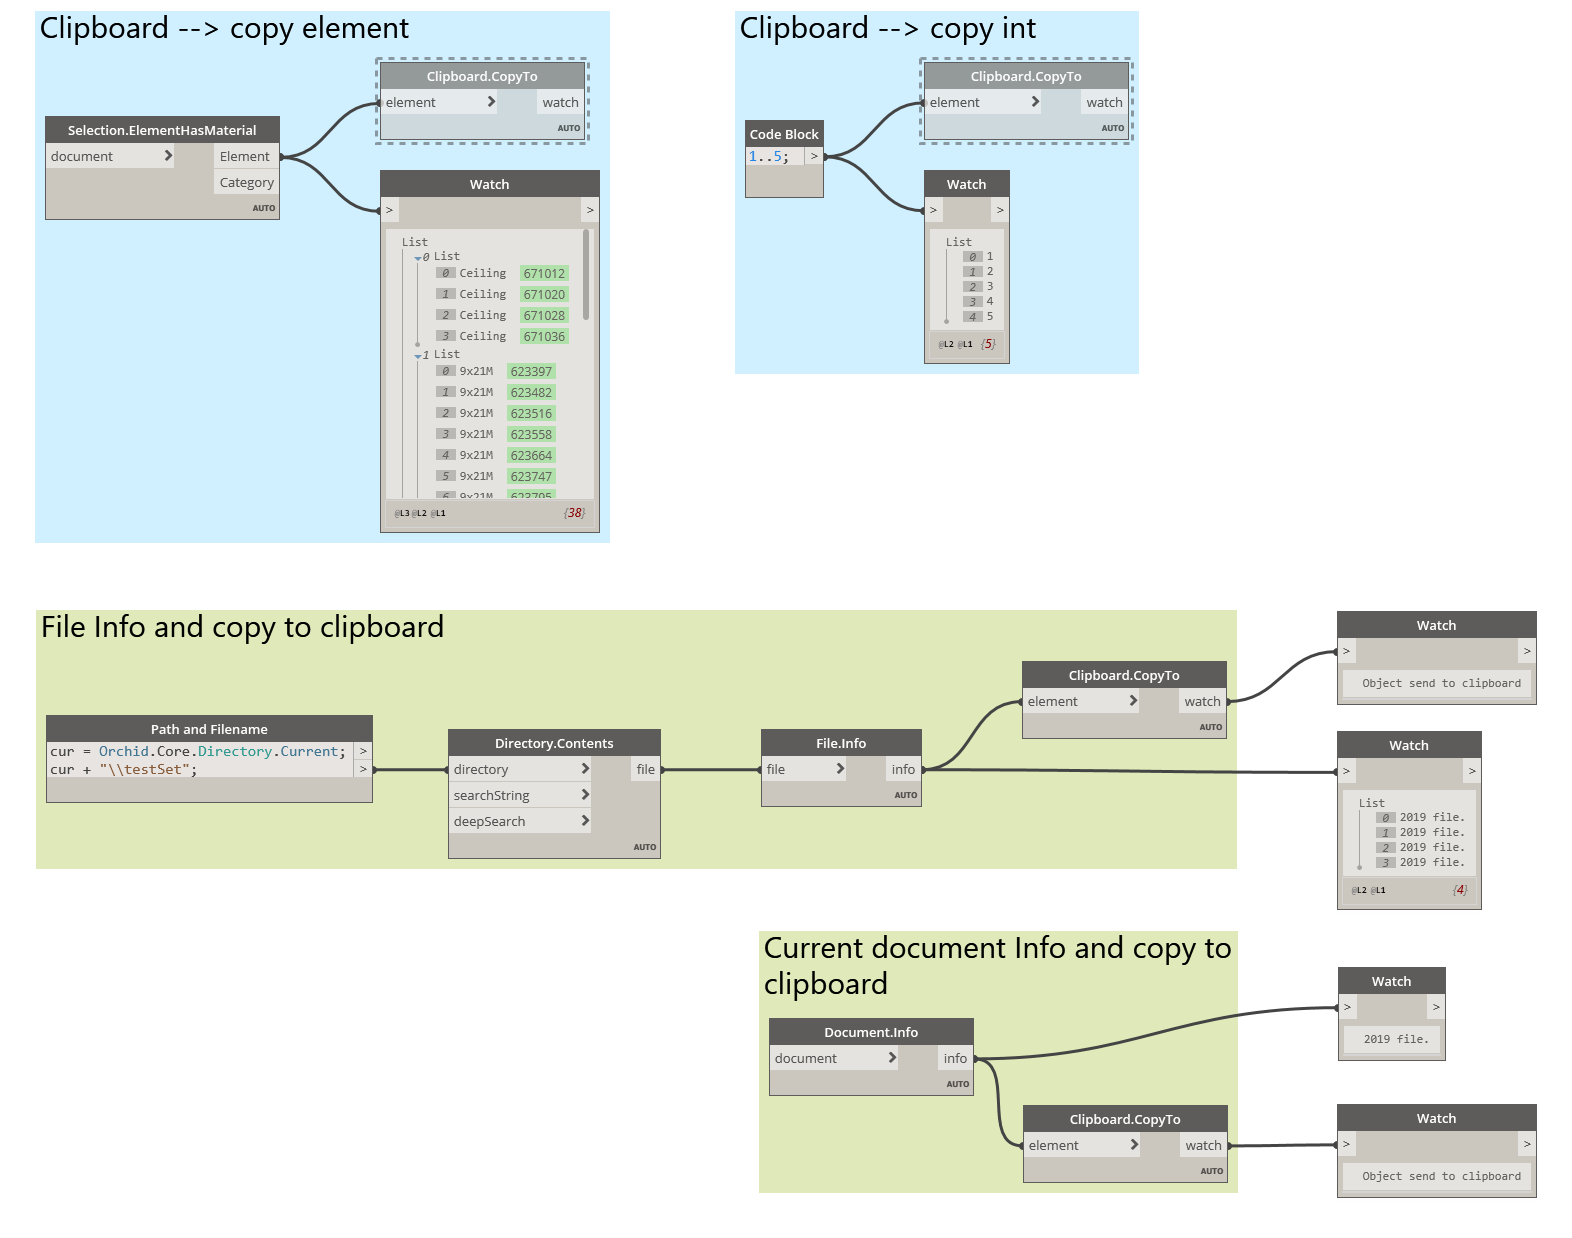 Clipboard --> copy element
Clipboard.CopyTo
element > watch
AUTO
Selection.ElementHasMaterial
document > Element
Category
AUTO
Watch
> >
List
0 List
0 Ceiling 671012
1 Ceiling 671020
2 Ceiling 671028
3 Ceiling 671036
1 List
0 9x21M 623397
1 9x21M 623482
2 9x21M 623516
3 9x21M 623558
4 9x21M 623664
5 9x21M 623747
6 9x21M 623795
@L3 @L2 @L1 {38}
Clipboard --> copy int
Clipboard.CopyTo
element > watch
AUTO
Code Block
1..5; >
Watch
> >
List
0 1
1 2
2 3
3 4
4 5
@L2 @L1 {5}
File Info and copy to clipboard
Path and Filename
cur = Orchid.Core.Directory.Current; >
cur + "\\testSet"; >
Directory.Contents
directory > file
searchString >
deepSearch >
AUTO
File.Info
file > info
AUTO
Clipboard.CopyTo
element > watch
AUTO
Watch
> >
Object send to clipboard
Watch
> >
List
0 2019 file.
1 2019 file.
2 2019 file.
3 2019 file.
@L2 @L1 {4}
Current document Info and copy to
clipboard
Document.Info
document > info
AUTO
Clipboard.CopyTo
element > watch
AUTO
Watch
> >
2019 file.
Watch
> >
Object send to clipboard